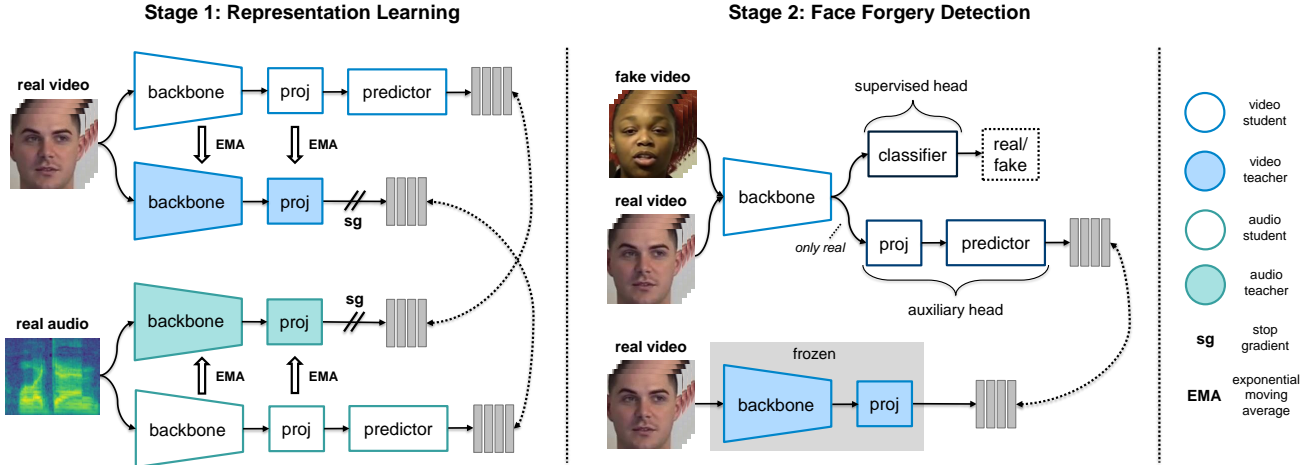 Stage 1: Representation Learning
real video
backbone
proj
predictor
EMA
EMA
backbone
proj
sg
real audio
backbone
proj
sg
EMA
EMA
backbone
proj
predictor
Stage 2: Face Forgery Detection
fake video
real video
backbone
supervised head
classifier
real/
fake
only real
proj
predictor
auxiliary head
real video
frozen
backbone
proj
video
student
video
teacher
audio
student
audio
teacher
sg
stop
gradient
EMA
exponential
moving
average